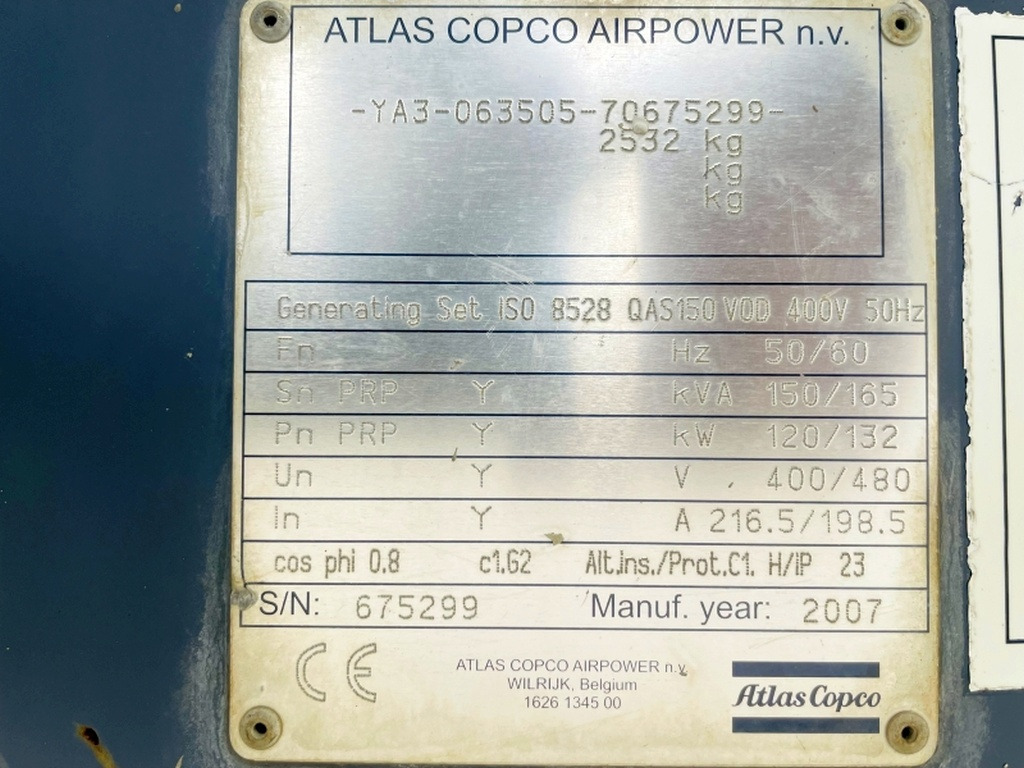 ATLAS COPCO AIRPOWER n.v.
-YA3-063505-70675299-
2532 kg
kg
kg
Generating Set ISO 8528 QAS150 VOD 400V 50Hz
Fn Hz 50/60
Sn PRP Y kVA 150/165
Pn PRP Y kW 120/132
Un Y V 400/480
In Y A 216.5/198.5
cos phi 0.8 c1.G2 Alt.Ins./Prot.C1. H/IP 23
S/N: 675299 Manuf. year: 2007
CE
ATLAS COPCO AIRPOWER n.v.
WILRIJK, Belgium
1626 1345 00
Atlas Copco